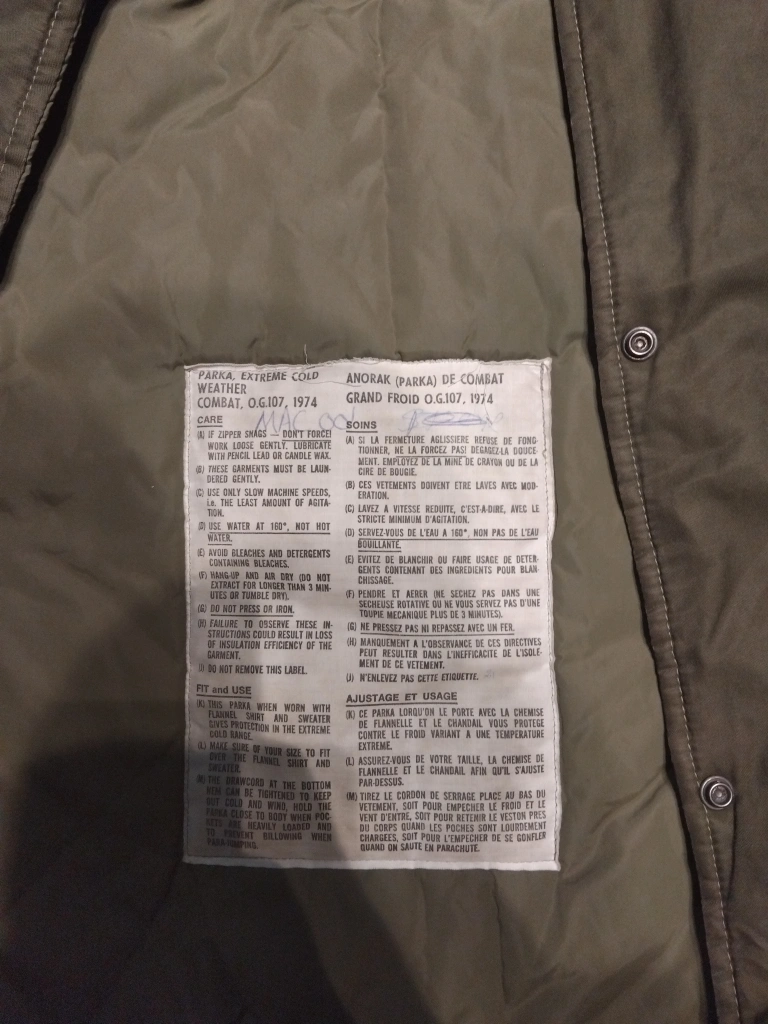 PARKA, EXTREME COLD
WEATHER
COMBAT, O.G.107, 1974
CARE
(A) IF ZIPPER SNAGS — DON'T FORCE!
WORK LOOSE GENTLY. LUBRICATE
WITH PENCIL LEAD OR CANDLE WAX.
(B) THESE GARMENTS MUST BE LAUN-
DERED GENTLY.
(C) USE ONLY SLOW MACHINE SPEEDS,
i.e. THE LEAST AMOUNT OF AGITA-
TION.
(D) USE WATER AT 160°, NOT HOT
WATER.
(E) AVOID BLEACHES AND DETERGENTS
CONTAINING BLEACHES.
(F) HANG-UP AND AIR DRY (DO NOT
EXTRACT FOR LONGER THAN 3 MIN-
UTES OR TUMBLE DRY).
(G) DO NOT PRESS OR IRON.
(H) FAILURE TO OBSERVE THESE IN-
STRUCTIONS COULD RESULT IN LOSS
OF INSULATION EFFICIENCY OF THE
GARMENT.
(I) DO NOT REMOVE THIS LABEL.
FIT and USE
(K) THIS PARKA WHEN WORN WITH
FLANNEL SHIRT AND SWEATER
GIVES PROTECTION IN THE EXTREME
COLD RANGE.
(L) MAKE SURE OF YOUR SIZE TO FIT
OVER THE FLANNEL SHIRT AND
SWEATER.
(M) THE DRAWCORD AT THE BOTTOM
HEM CAN BE TIGHTENED TO KEEP
OUT COLD AND WIND, HOLD THE
PARKA CLOSE TO BODY WHEN POC-
KETS ARE HEAVILY LOADED AND
TO PREVENT BILLOWING WHEN
PARA-JUMPING.
ANORAK (PARKA) DE COMBAT
GRAND FROID O.G.107, 1974
MAC
SOINS
(A) SI LA FERMETURE AGLISSIERE REFUSE DE FONC-
TIONNER, NE LA FORCEZ PAS! DEGAGEZ-LA DOUCE-
MENT. EMPLOYEZ DE LA MINE DE CRAYON OU DE LA
CIRE DE BOUGIE.
(B) CES VETEMENTS DOIVENT ETRE LAVES AVEC MOD-
ERATION.
(C) LAVEZ A VITESSE REDUITE, C'EST-A-DIRE, AVEC LE
STRICTE MINIMUM D'AGITATION.
(D) SERVEZ-VOUS DE L'EAU A 160°, NON PAS DE L'EAU
BOUILLANTE.
(E) EVITEZ DE BLANCHIR OU FAIRE USAGE DE DETER-
GENTS CONTENANT DES INGREDIENTS POUR BLAN-
CHISSAGE.
(F) PENDRE ET AERER (NE SECHEZ PAS DANS UNE
SECHEUSE ROTATIVE OU NE VOUS SERVEZ PAS D'UNE
TOUPIE MECANIQUE PLUS DE 3 MINUTES).
(G) NE PRESSEZ PAS NI REPASSEZ AVEC UN FER.
(H) MANQUEMENT A L'OBSERVANCE DE CES DIRECTIVES
PEUT RESULTER DANS L'INEFFICACITE DE L'ISOLE-
MENT DE CE VETEMENT.
(J) N'ENLEVEZ PAS CETTE ETIQUETTE.
AJUSTAGE ET USAGE
(K) CE PARKA LORQU'ON LE PORTE AVEC LA CHEMISE
DE FLANNELLE ET LE CHANDAIL VOUS PROTEGE
CONTRE LE FROID VARIANT A UNE TEMPERATURE
EXTREME.
(L) ASSUREZ-VOUS DE VOTRE TAILLE, LA CHEMISE DE
FLANNELLE ET LE CHANDAIL AFIN QU'IL S'AJUSTE
PAR-DESSUS.
(M) TIREZ LE CORDON DE SERRAGE PLACE AU BAS DU
VETEMENT, SOIT POUR EMPECHER LE FROID ET LE
VENT D'ENTRE, SOIT POUR RETENIR LE VESTON PRES
DU CORPS QUAND LES POCHES SONT LOURDEMENT
CHARGEES, SOIT POUR L'EMPECHER DE SE GONFLER
QUAND ON SAUTE EN PARACHUTE.